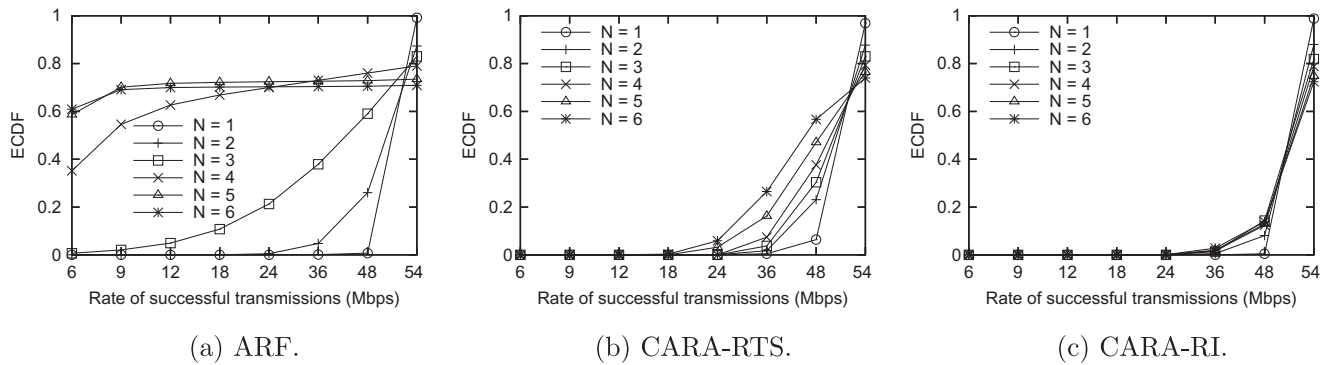 1
0.8
0.6
0.4
0.2
0
ECDF
N = 1
N = 2
N = 3
N = 4
N = 5
N = 6
6 9 12 18 24 36 48 54
Rate of successful transmissions (Mbps)
(a) ARF.
1
0.8
0.6
0.4
0.2
0
ECDF
N = 1
N = 2
N = 3
N = 4
N = 5
N = 6
6 9 12 18 24 36 48 54
Rate of successful transmissions (Mbps)
(b) CARA-RTS.
1
0.8
0.6
0.4
0.2
0
ECDF
N = 1
N = 2
N = 3
N = 4
N = 5
N = 6
6 9 12 18 24 36 48 54
Rate of successful transmissions (Mbps)
(c) CARA-RI.